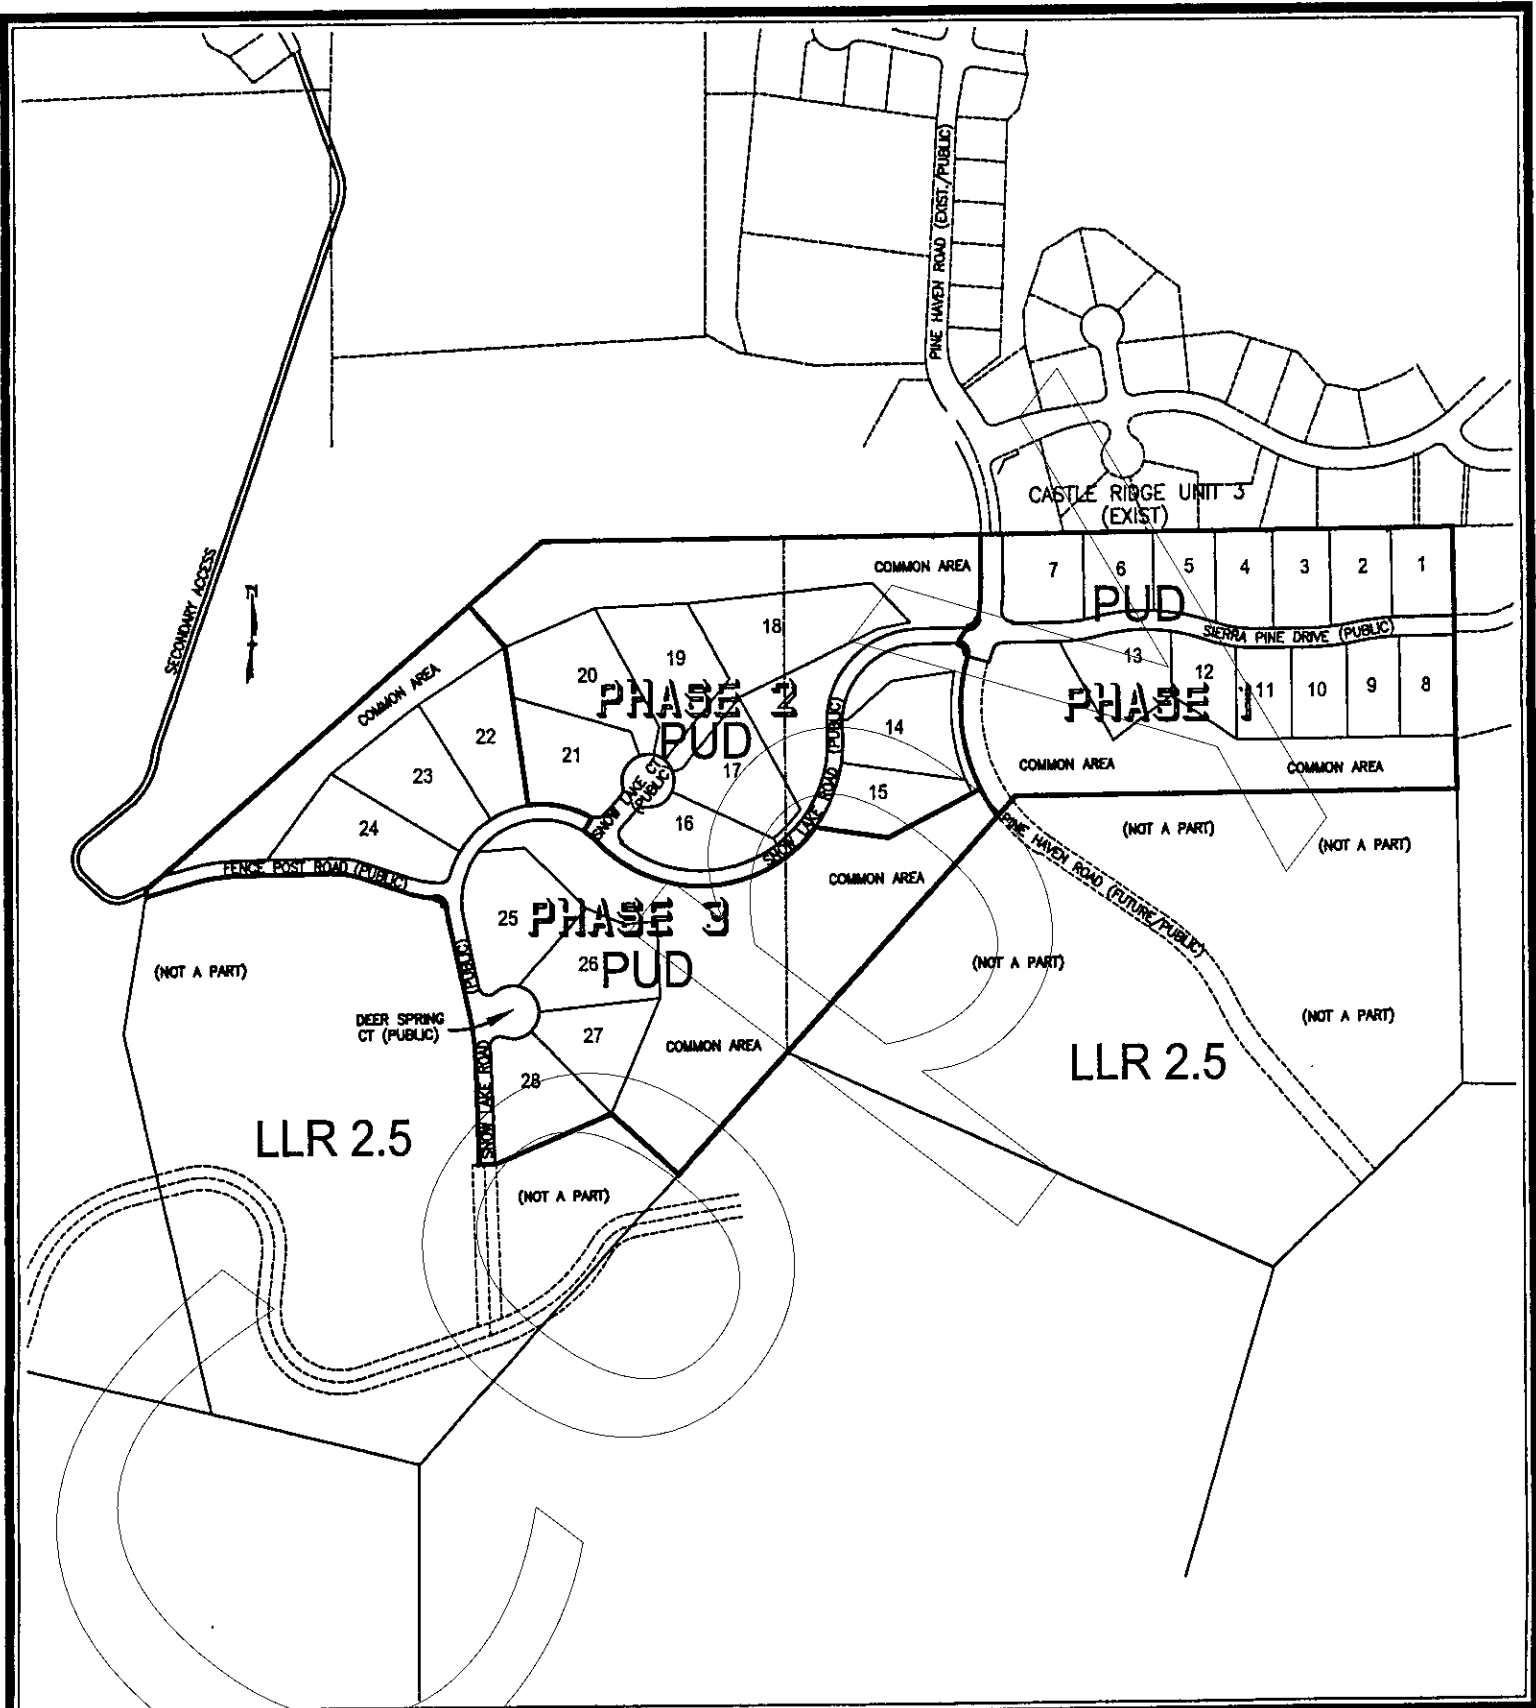 PINE HAVEN ROAD (EXIST./PUBLIC)
CASTLE RIDGE UNIT 3
(EXIST)
SECONDARY ACCESS
N
COMMON AREA
7
6
5
4
3
2
1
PUD
SIERRA PINE DRIVE (PUBLIC)
18
19
20
13
12
11
10
9
8
PHASE 2
PUD
PHASE 1
COMMON AREA
22
21
14
17
COMMON AREA
COMMON AREA
23
SNOW LAKE CT
(PUBLIC)
SNOW LAKE ROAD (PUBLIC)
15
24
16
PINE HAVEN ROAD (FUTURE/PUBLIC)
(NOT A PART)
(NOT A PART)
FENCE POST ROAD (PUBLIC)
COMMON AREA
25
PHASE 3
PUD
26
(NOT A PART)
(PUBLIC)
(NOT A PART)
DEER SPRING
CT (PUBLIC)
27
COMMON AREA
(NOT A PART)
LLR 2.5
28
SNOW LAKE ROAD
LLR 2.5
(NOT A PART)
COPY